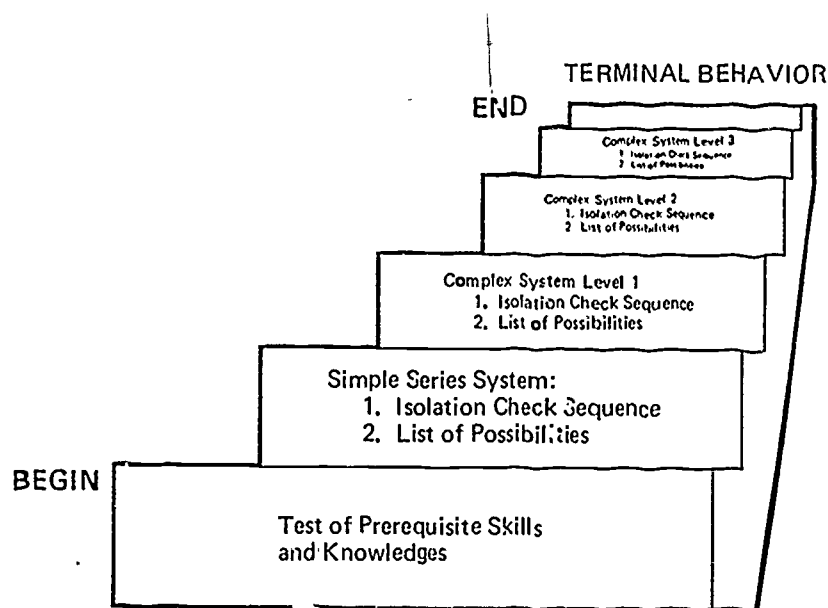 TERMINAL BEHAVIOR
END
Complex System Level 3
1 Isolation Check Sequence
2 List of Possibilities
Complex System Level 2
1. Isolation Check Sequence
2 List of Possibilities
Complex System Level 1
1. Isolation Check Sequence
2. List of Possibilities
Simple Series System:
1. Isolation Check Sequence
2. List of Possibilities
BEGIN
Test of Prerequisite Skills
and Knowledges